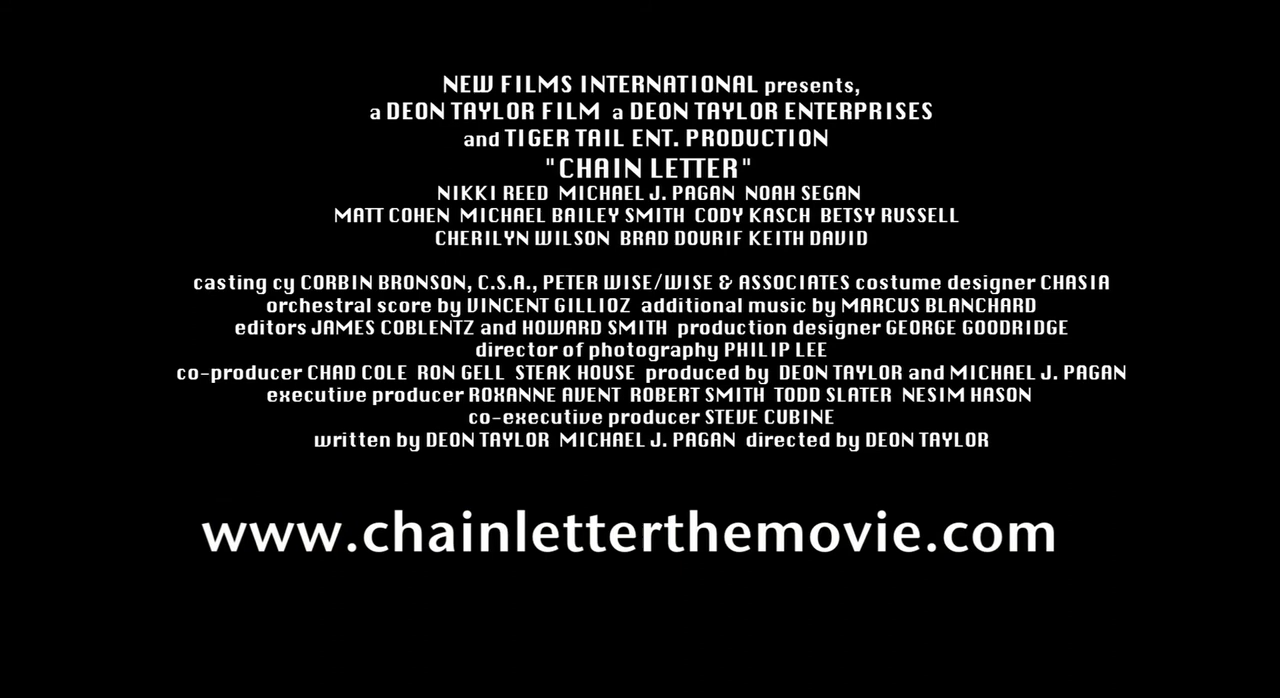 NEW FILMS INTERNATIONAL presents,
a DEON TAYLOR FILM a DEON TAYLOR ENTERPRISES
and TIGER TAIL ENT. PRODUCTION
"CHAIN LETTER"
NIKKI REED MICHAEL J. PAGAN NOAH SEGAN
MATT COHEN MICHAEL BAILEY SMITH CODY KASCH BETSY RUSSELL
CHERILYN WILSON BRAD DOURIF KEITH DAVID
casting cy CORBIN BRONSON, C.S.A., PETER WISE/WISE & ASSOCIATES costume designer CHASIA
orchestral score by VINCENT GILLIOZ additional music by MARCUS BLANCHARD
editors JAMES COBLENTZ and HOWARD SMITH production designer GEORGE GOODRIDGE
director of photography PHILIP LEE
co-producer CHAD COLE RON GELL STEAK HOUSE produced by DEON TAYLOR and MICHAEL J. PAGAN
executive producer ROXANNE AVENT ROBERT SMITH TODD SLATER NESIM HASON
co-executive producer STEVE CUBINE
written by DEON TAYLOR MICHAEL J. PAGAN directed by DEON TAYLOR
www.chainletterthemovie.com